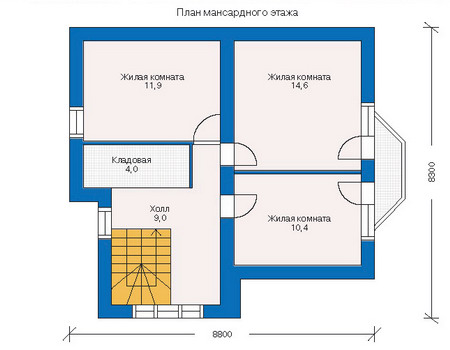 План мансардного этажа
Жилая комната
11,9
Жилая комната
14,6
Кладовая
4,0
Холл
9,0
Жилая комната
10,4
8800
8800